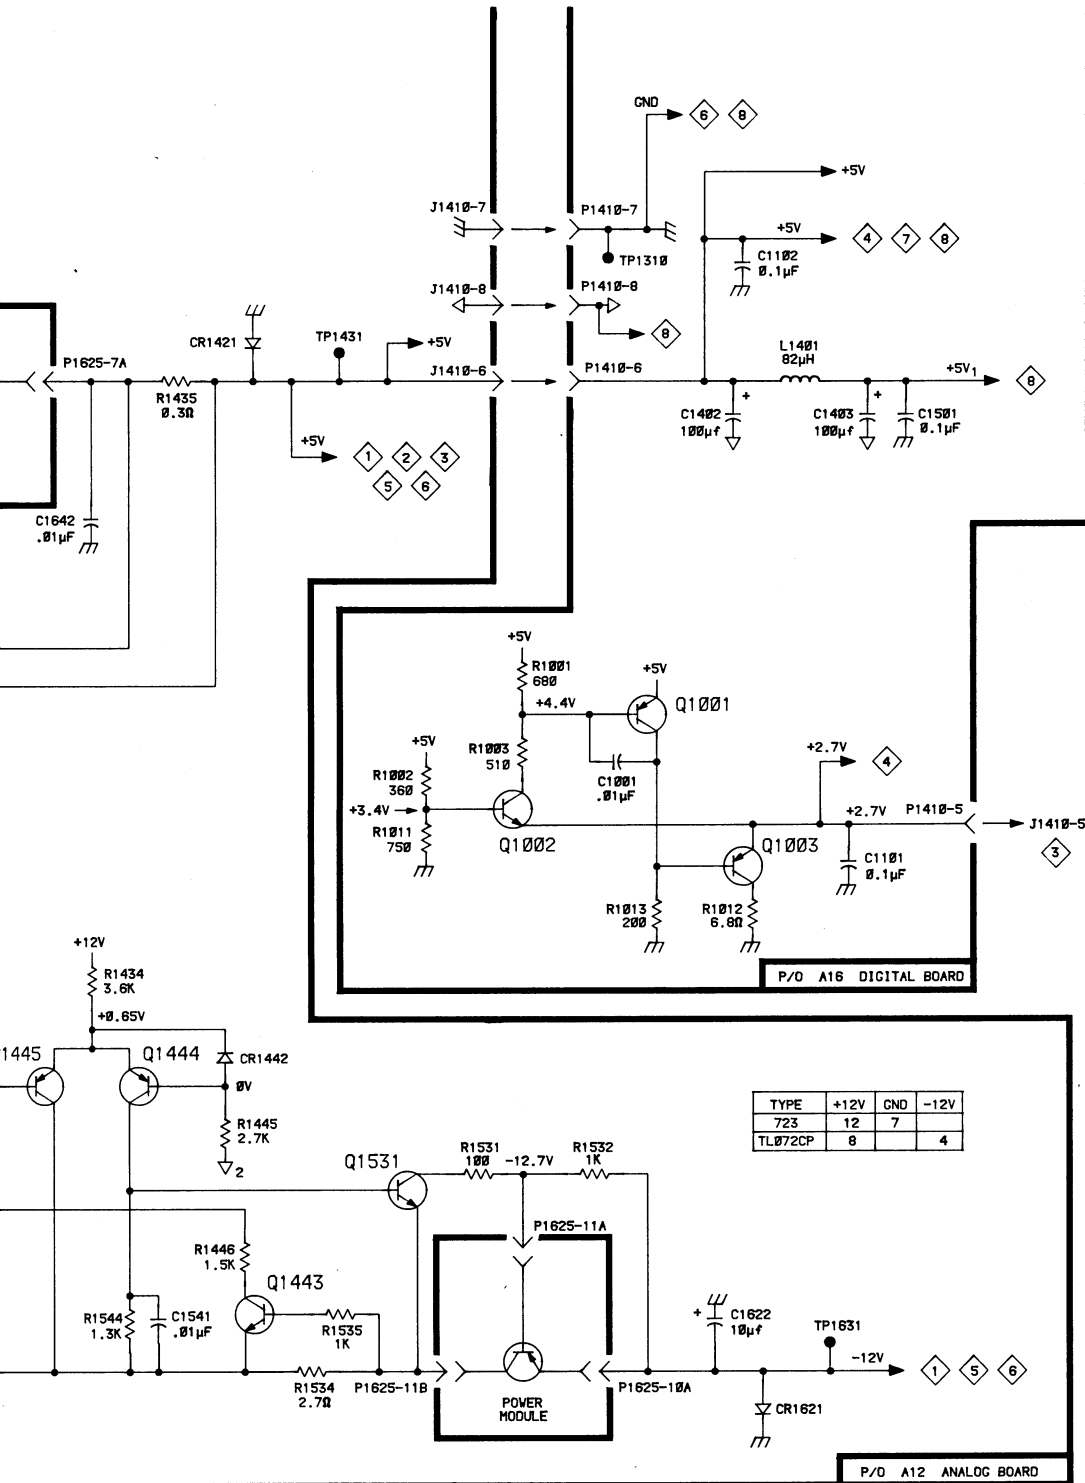 GND
6 8
+5V
J1410-7
P1410-7
+5V
4 7 8
TP1310
C1102
0.1µF
J1410-8
P1410-8
8
P1625-7A
CR1421
TP1431
+5V
L1401
82µH
J1410-6
P1410-6
+5V1
8
R1435
0.3Ω
C1402
100µf
C1403
100µf
C1501
0.1µF
+5V
1 2 3
5 6
C1642
.01µF
+5V
R1001
680
+5V
+4.4V
Q1001
+5V
R1003
510
+2.7V
4
R1002
360
C1001
.01µF
+3.4V
+2.7V
P1410-5
J1410-5
R1011
750
Q1002
Q1003
3
C1101
0.1µF
R1013
200
R1012
6.8Ω
+12V
R1434
3.6K
P/O A16 DIGITAL BOARD
+0.65V
1445
Q1444
CR1442
0V
TYPE +12V GND -12V
723 12 7
TL072CP 8 4
R1445
2.7K
2
Q1531
R1531
100
-12.7V
R1532
1K
P1625-11A
R1446
1.5K
Q1443
R1544
1.3K
C1541
.01µF
R1535
1K
+
C1622
10µf
TP1631
-12V
1 5 6
R1534
2.7Ω
P1625-11B
P1625-10A
POWER
MODULE
CR1621
P/O A12 ANALOG BOARD